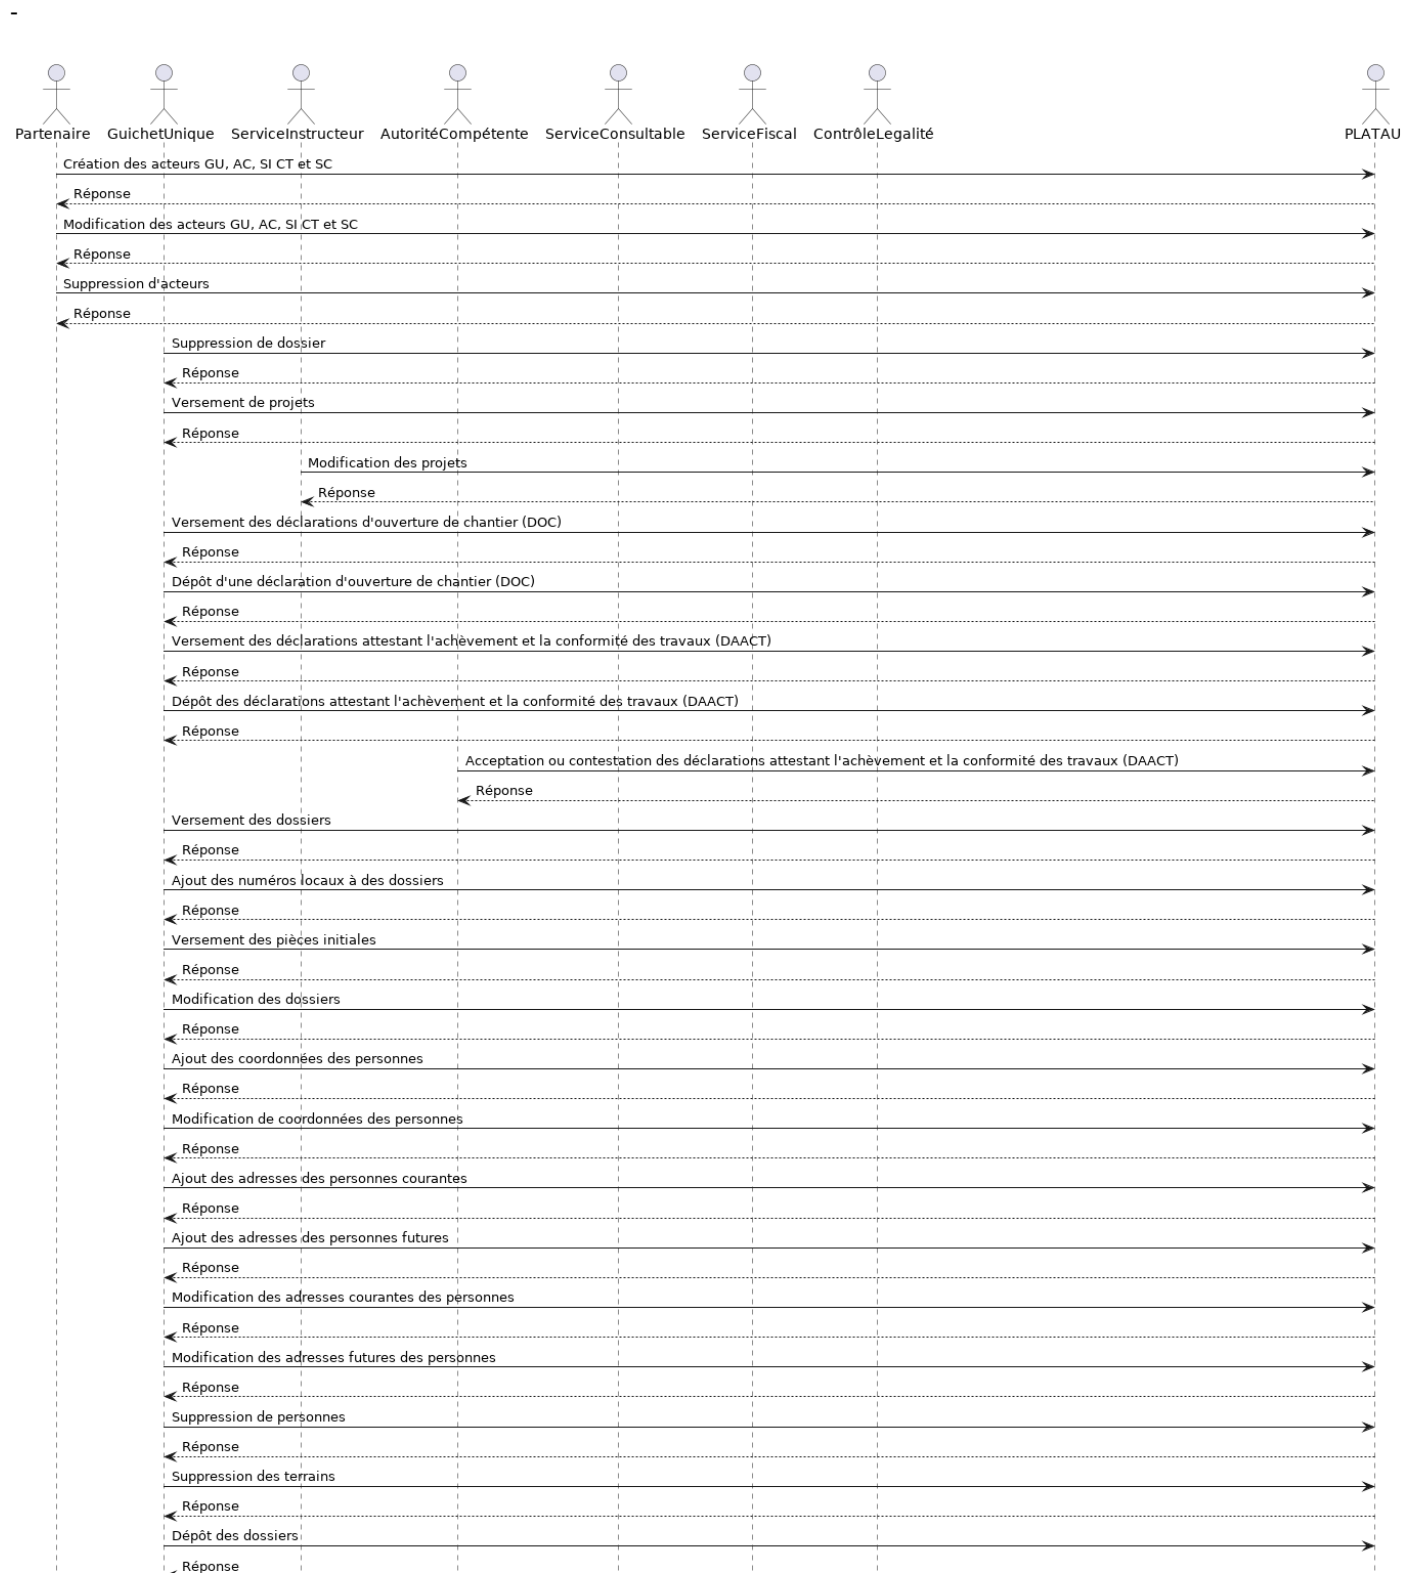 -
Partenaire GuichetUnique ServiceInstructeur AutoritéCompétente ServiceConsultable ServiceFiscal ContrôleLegalité PLATAU
Création des acteurs GU, AC, SI CT et SC
Réponse
Modification des acteurs GU, AC, SI CT et SC
Réponse
Suppression d'acteurs
Réponse
Suppression de dossier
Réponse
Versement de projets
Réponse
Modification des projets
Réponse
Versement des déclarations d'ouverture de chantier (DOC)
Réponse
Dépôt d'une déclaration d'ouverture de chantier (DOC)
Réponse
Versement des déclarations attestant l'achèvement et la conformité des travaux (DAACT)
Réponse
Dépôt des déclarations attestant l'achèvement et la conformité des travaux (DAACT)
Réponse
Acceptation ou contestation des déclarations attestant l'achèvement et la conformité des travaux (DAACT)
Réponse
Versement des dossiers
Réponse
Ajout des numéros locaux à des dossiers
Réponse
Versement des pièces initiales
Réponse
Modification des dossiers
Réponse
Ajout des coordonnées des personnes
Réponse
Modification de coordonnées des personnes
Réponse
Ajout des adresses des personnes courantes
Réponse
Ajout des adresses des personnes futures
Réponse
Modification des adresses courantes des personnes
Réponse
Modification des adresses futures des personnes
Réponse
Suppression de personnes
Réponse
Suppression des terrains
Réponse
Dépôt des dossiers
Réponse